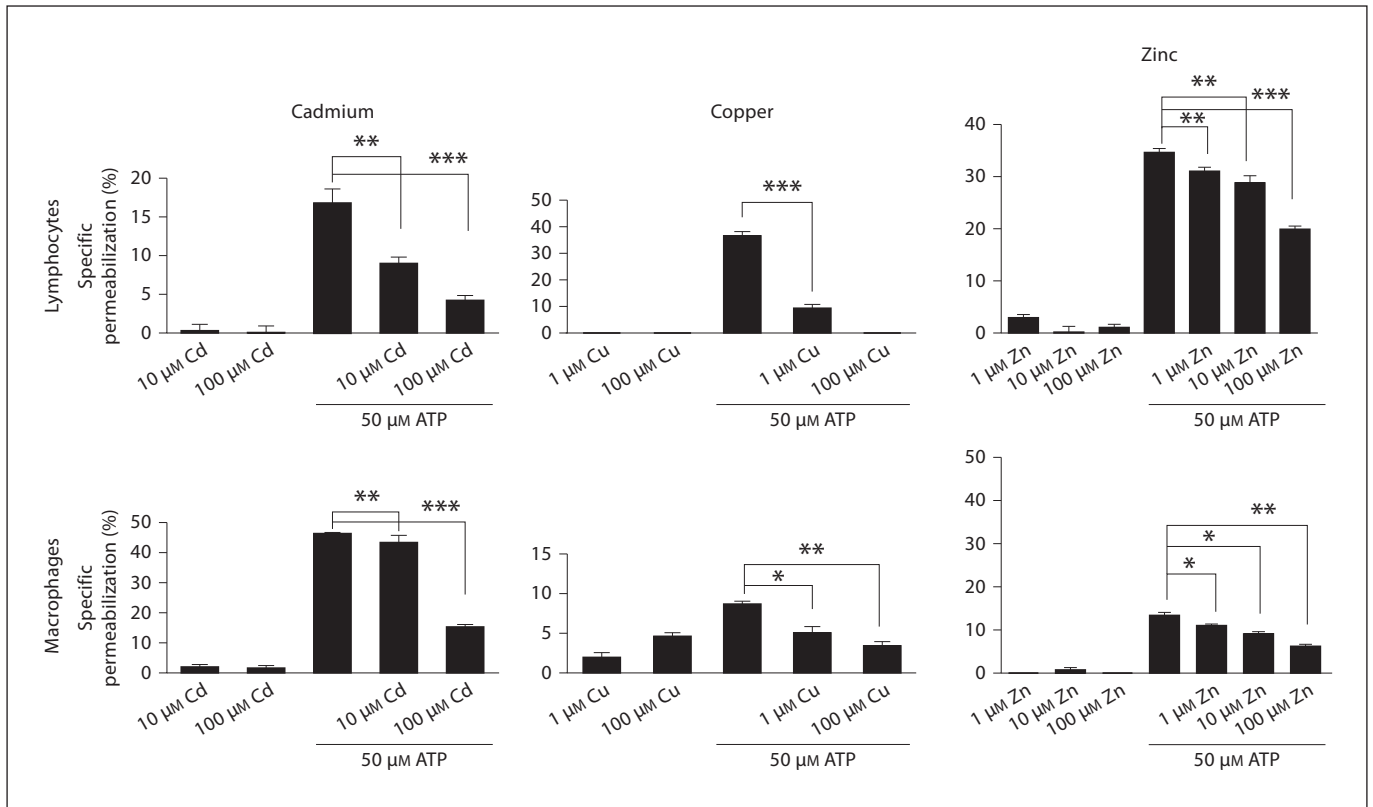 Cadmium
Copper
Zinc
Lymphocytes
Specific
permeabilization (%)
20
15
10
5
0
**
***
10 µM Cd
100 µM Cd
10 µM Cd
100 µM Cd
50 µM ATP
50
40
30
20
10
0
***
1 µM Cu
100 µM Cu
1 µM Cu
100 µM Cu
50 µM ATP
40
30
20
10
0
**
***
**
1 µM Zn
10 µM Zn
100 µM Zn
1 µM Zn
10 µM Zn
100 µM Zn
50 µM ATP
Macrophages
Specific
permeabilization (%)
50
40
30
20
10
0
**
***
10 µM Cd
100 µM Cd
10 µM Cd
100 µM Cd
50 µM ATP
15
10
5
0
**
*
1 µM Cu
100 µM Cu
1 µM Cu
100 µM Cu
50 µM ATP
50
40
30
20
10
0
**
*
*
1 µM Zn
10 µM Zn
100 µM Zn
1 µM Zn
10 µM Zn
100 µM Zn
50 µM ATP